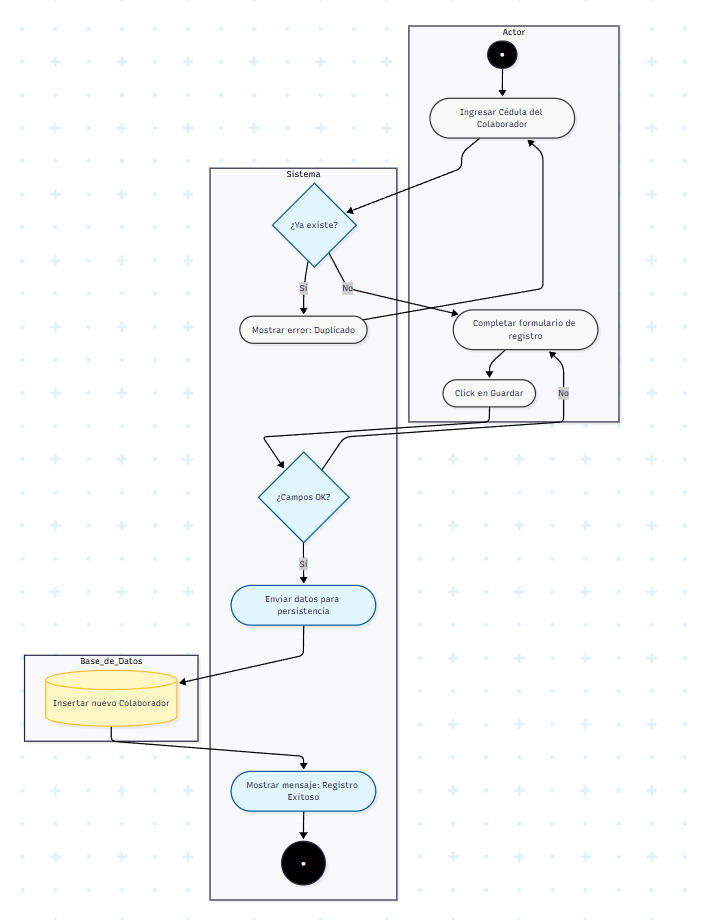 Actor
Ingresar Cédula del
Colaborador
Sistema
¿Ya existe?
Sí
No
Mostrar error: Duplicado
Completar formulario de
registro
Click en Guardar
No
¿Campos OK?
Sí
Enviar datos para
persistencia
Base_de_Datos
Insertar nuevo Colaborador
Mostrar mensaje: Registro
Exitoso